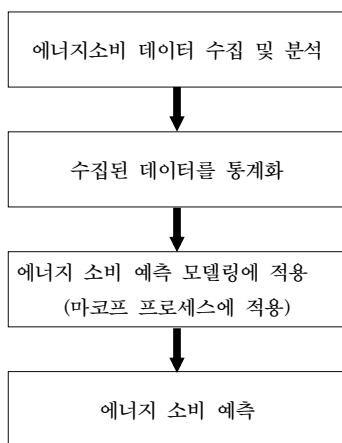 에너지소비 데이터 수집 및 분석
수집된 데이터를 통계화
에너지 소비 예측 모델링에 적용
(마코프 프로세스에 적용)
에너지 소비 예측